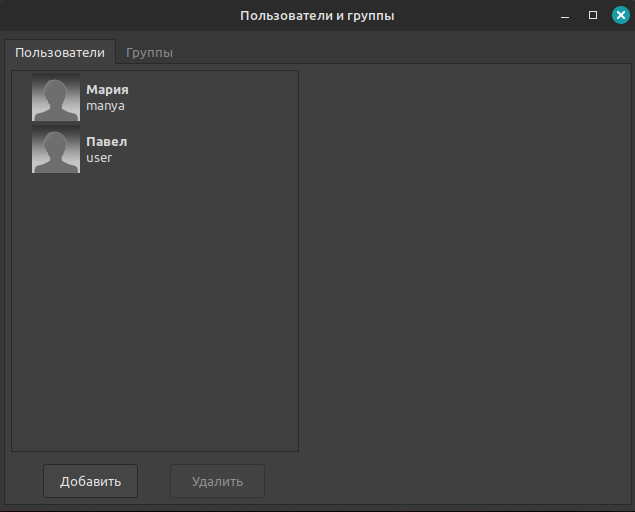 Пользователи и группы
Пользователи Группы
Мария
manya
Павел
user
Добавить Удалить